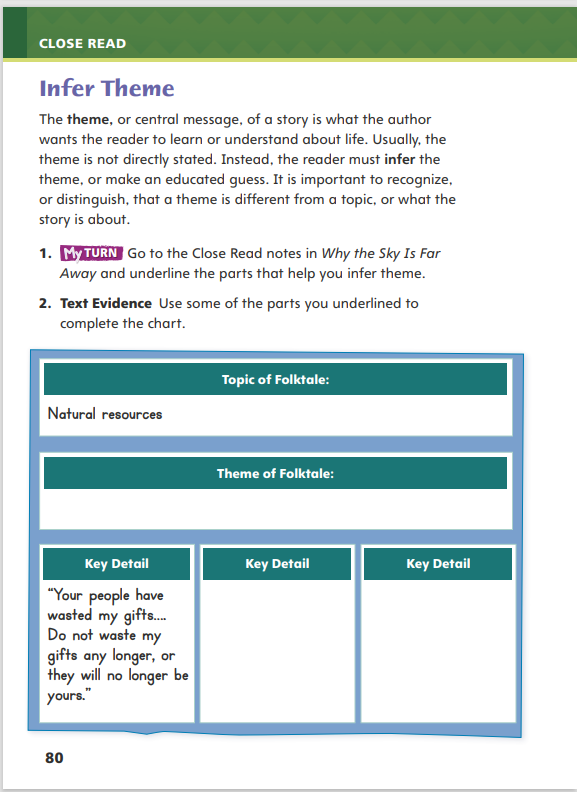 CLOSE READ
Infer Theme
The theme, or central message, of a story is what the author
wants the reader to learn or understand about life. Usually, the
theme is not directly stated. Instead, the reader must infer the
theme, or make an educated guess. It is important to recognize,
or distinguish, that a theme is different from a topic, or what the
story is about.
1. My TURN Go to the Close Read notes in Why the Sky Is Far
Away and underline the parts that help you infer theme.
2. Text Evidence Use some of the parts you underlined to
complete the chart.
Topic of Folktale:
Natural resources
Theme of Folktale:
Key Detail
“Your people have
wasted my gifts....
Do not waste my
gifts any longer, or
they will no longer be
yours.”
Key Detail
Key Detail
80